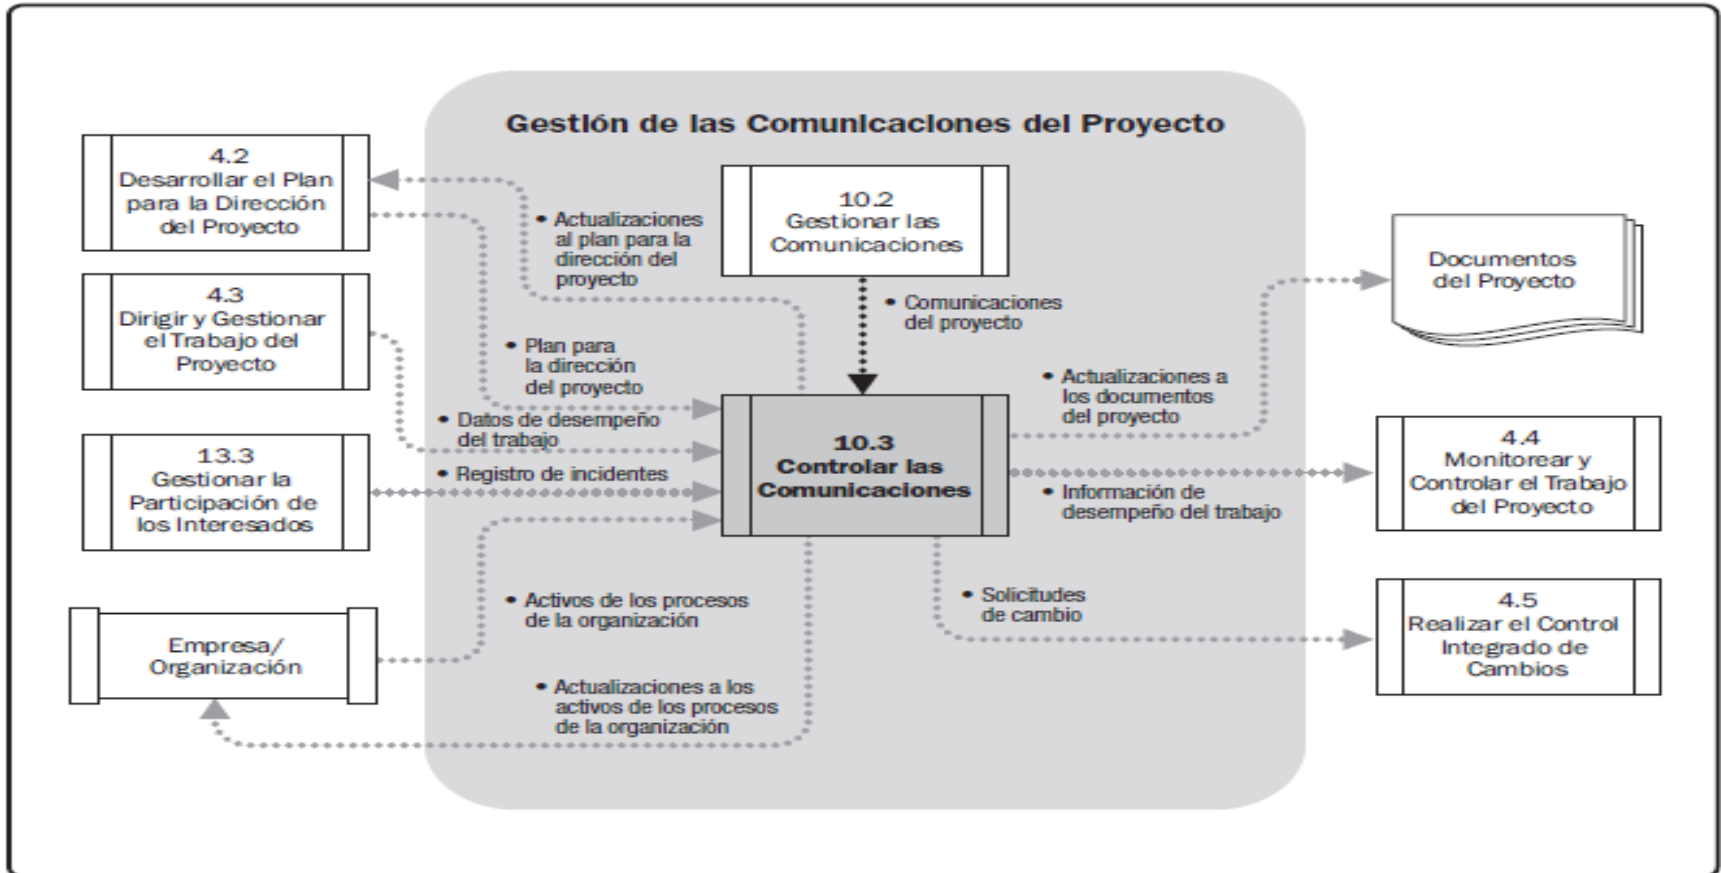 Gestión de las Comunicaciones del Proyecto
4.2
Desarrollar el Plan
para la Dirección
del Proyecto
10.2
Gestionar las
Comunicaciones
• Actualizaciones
al plan para la
dirección del
proyecto
Documentos
del Proyecto
4.3
Dirigir y Gestionar
el Trabajo del
Proyecto
• Comunicaciones
del proyecto
• Plan para
la dirección
del proyecto
• Actualizaciones a
los documentos
del proyecto
• Datos de desempeño
del trabajo
13.3
Gestionar la
Participación de
los Interesados
• Registro de incidentes
10.3
Controlar las
Comunicaciones
4.4
Monitorear y
Controlar el Trabajo
del Proyecto
• Información de
desempeño del trabajo
• Activos de los procesos
de la organización
• Solicitudes
de cambio
4.5
Realizar el Control
Integrado de
Cambios
Empresa/
Organización
• Actualizaciones a los
activos de los procesos
de la organización